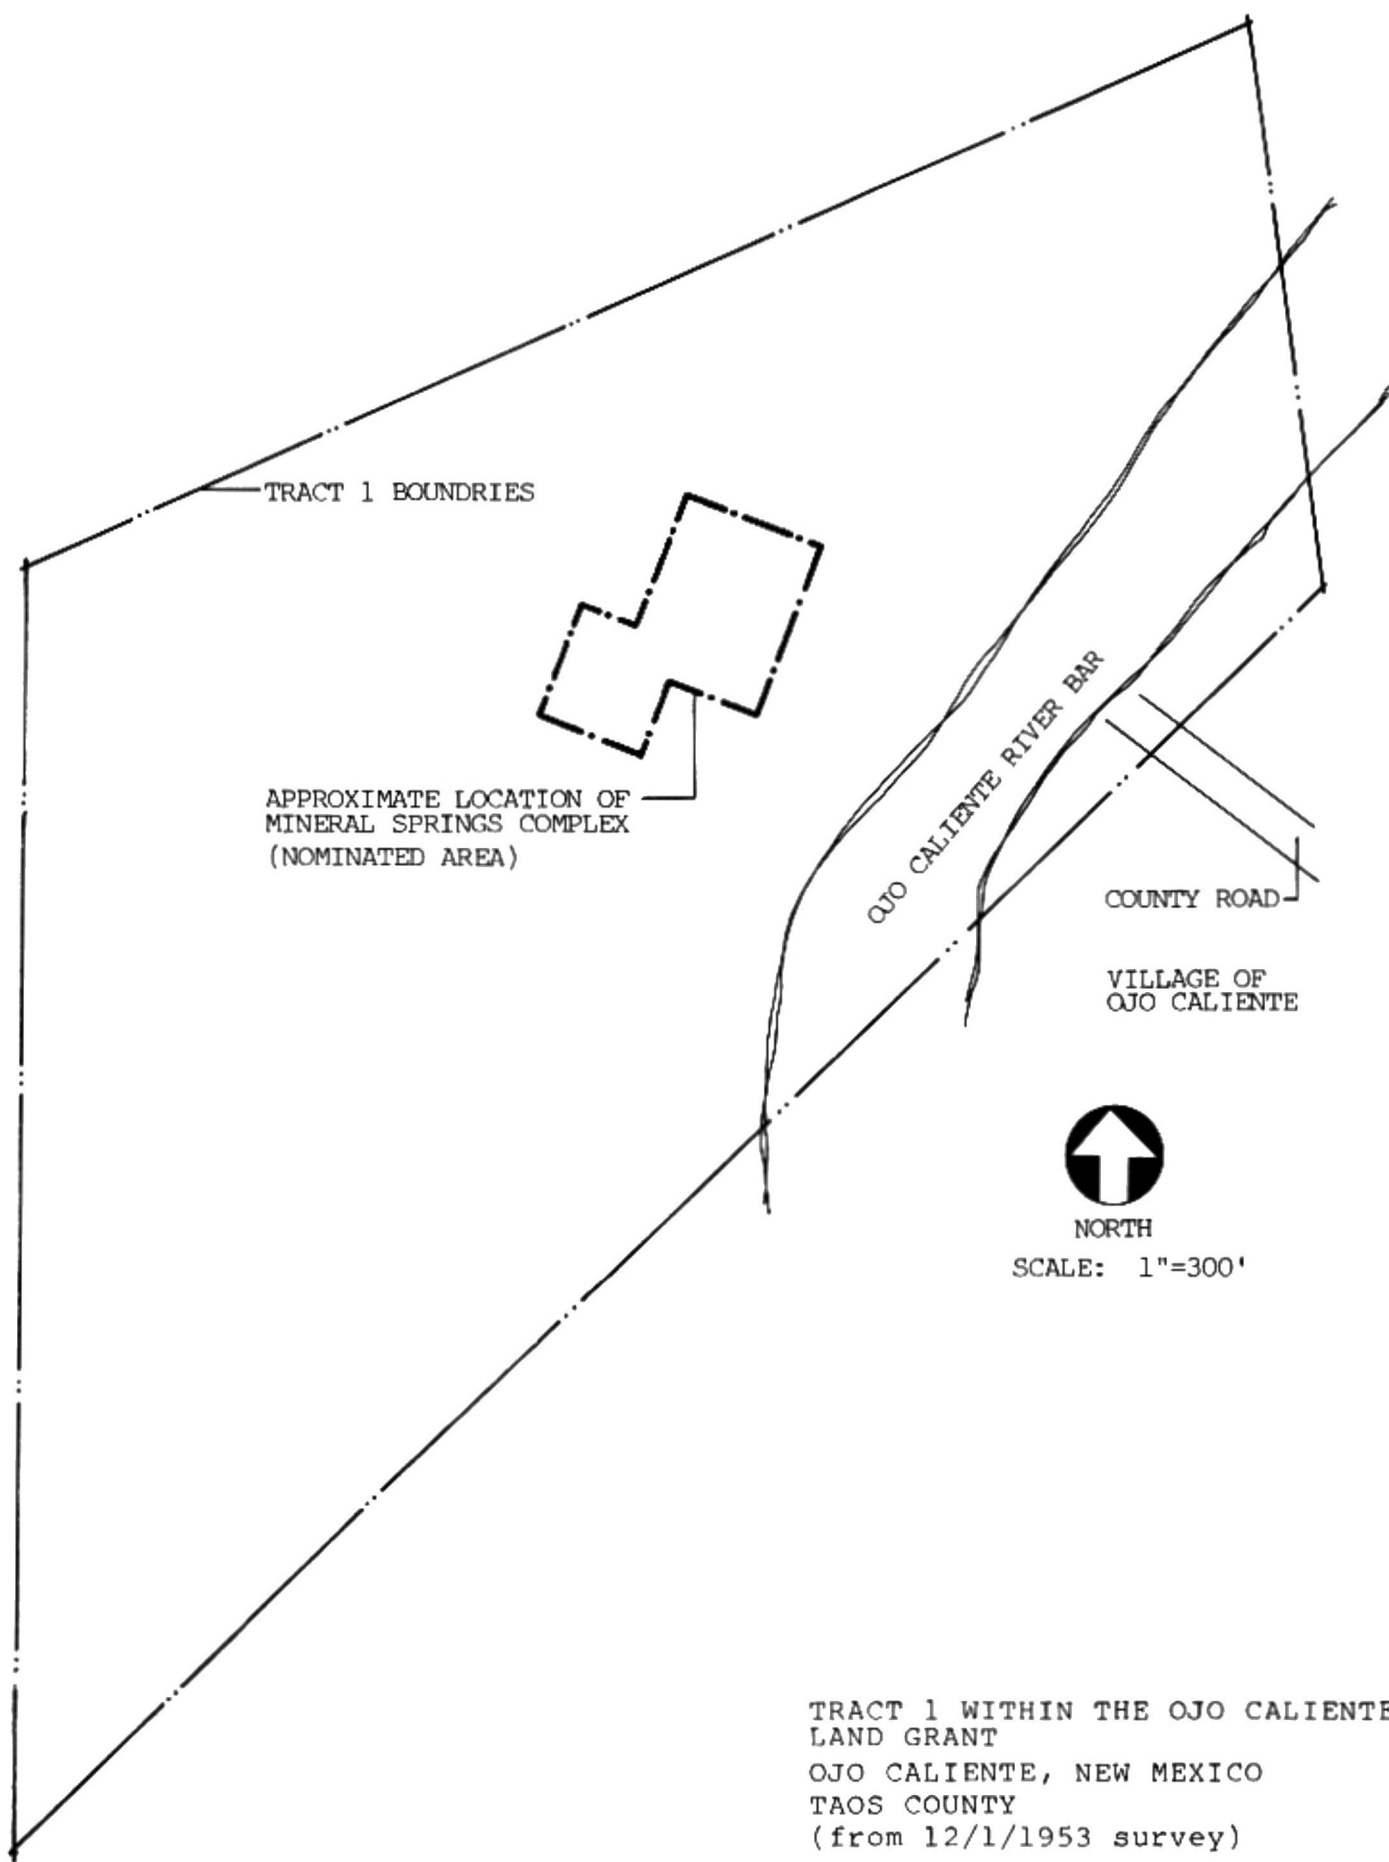 TRACT 1 BOUNDRIES
APPROXIMATE LOCATION OF
MINERAL SPRINGS COMPLEX
(NOMINATED AREA)
OJO CALIENTE RIVER BAR
COUNTY ROAD
VILLAGE OF
OJO CALIENTE
NORTH
SCALE: 1"=300'
TRACT 1 WITHIN THE OJO CALIENTE
LAND GRANT
OJO CALIENTE, NEW MEXICO
TAOS COUNTY
(from 12/1/1953 survey)